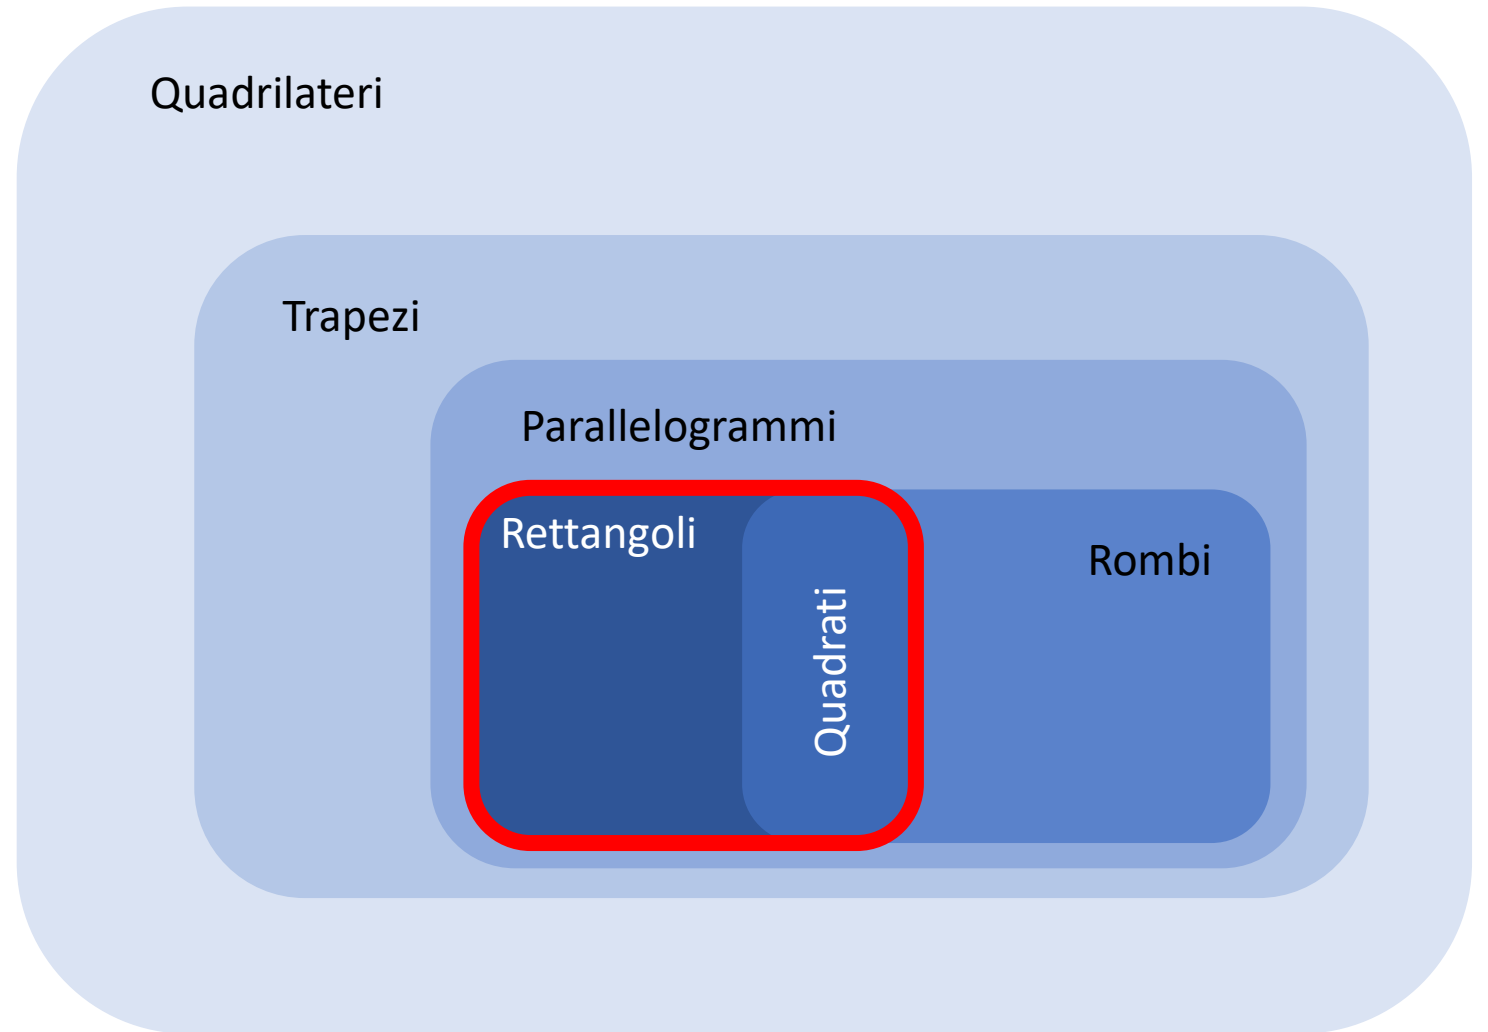 Quadrilateri
Trapezi
Parallelogrammi
Rettangoli
Rombi
Quadrati